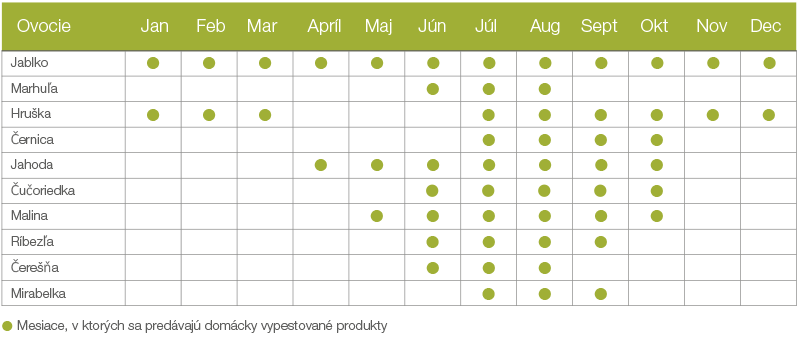 Ovocie Jan Feb Mar Apríl Maj Jún Júl Aug Sept Okt Nov Dec
Jablko
Marhuľa
Hruška
Černica
Jahoda
Čučoriedka
Malina
Ríbezľa
Čerešňa
Mirabelka
Mesiace, v ktorých sa predávajú domácky vypestované produkty